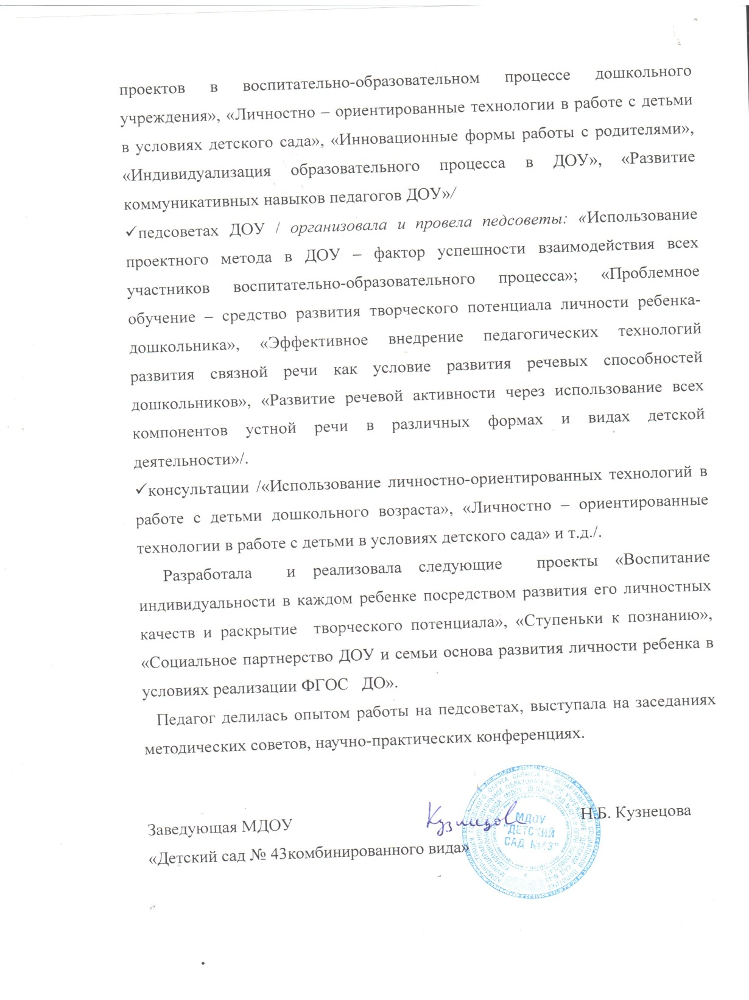 проектов в воспитательно-образовательном процессе дошкольного
учреждения», «Личностно – ориентированные технологии в работе с детьми
в условиях детского сада», «Инновационные формы работы с родителями»,
«Индивидуализация образовательного процесса в ДОУ», «Развитие
коммуникативных навыков педагогов ДОУ»/
✓педсоветах ДОУ / организовала и провела педсоветы: «Использование
проектного метода в ДОУ – фактор успешности взаимодействия всех
участников воспитательно-образовательного процесса»; «Проблемное
обучение – средство развития творческого потенциала личности ребенка-
дошкольника», «Эффективное внедрение педагогических технологий
развития связной речи как условие развития речевых способностей
дошкольников», «Развитие речевой активности через использование всех
компонентов устной речи в различных формах и видах детской
деятельности»/.
✓консультации /«Использование личностно-ориентированных технологий в
работе с детьми дошкольного возраста», «Личностно – ориентированные
технологии в работе с детьми в условиях детского сада» и т.д./.
Разработала и реализовала следующие проекты «Воспитание
индивидуальности в каждом ребенке посредством развития его личностных
качеств и раскрытие творческого потенциала», «Ступеньки к познанию»,
«Социальное партнерство ДОУ и семьи основа развития личности ребенка в
условиях реализации ФГОС ДО».
Педагог делилась опытом работы на педсоветах, выступала на заседаниях
методических советов, научно-практических конференциях.
Заведующая МДОУ
Н.Б. Кузнецова
«Детский сад № 43комбинированного вида»
МДОУ
"ДЕТСКИЙ
САД №43"